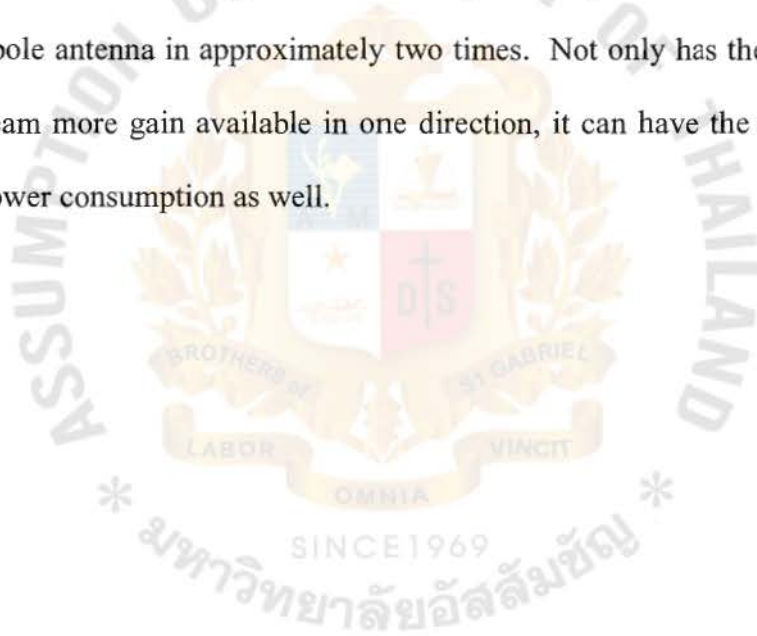 pole antenna in approximately two times. Not only has the
eam more gain available in one direction, it can have the
ower consumption as well.
ASSUMPTION
OF THAILAND
A M
D S
BROTHERS of
ST GABRIEL
LABOR
VINCIT
OMNIA
SINCE1969
มหาวิทยาลัยอัสสัมชัญ